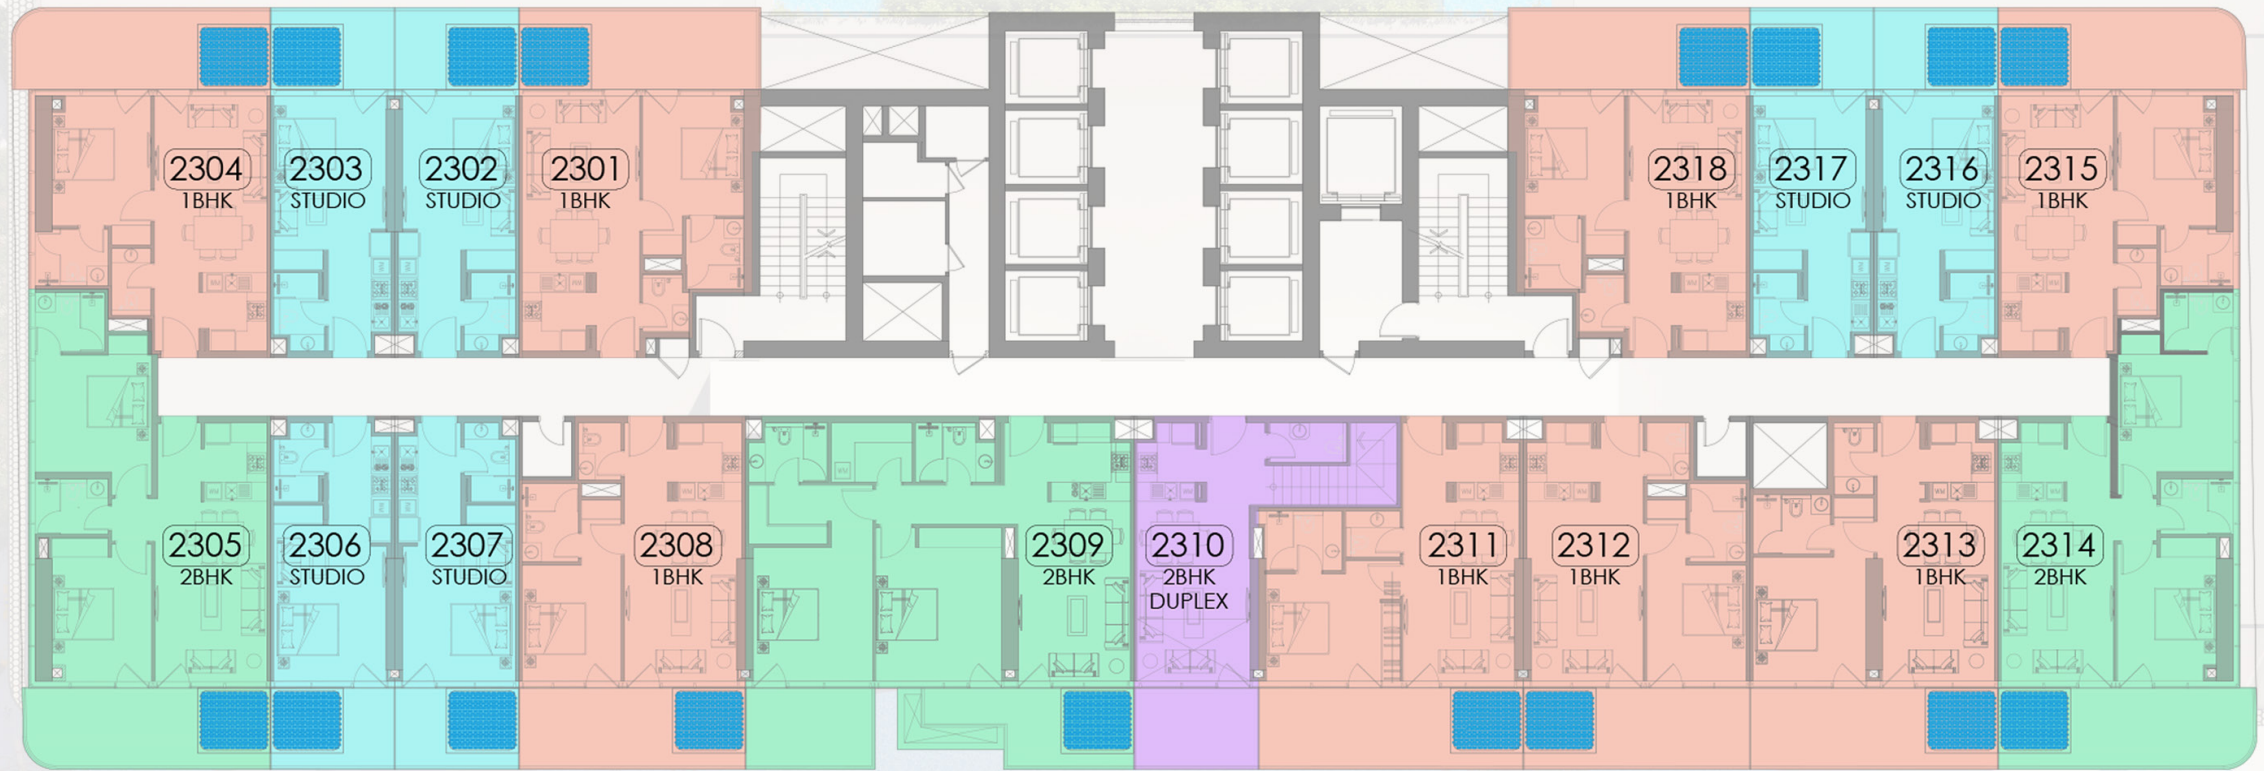 2304
1BHK
2303
STUDIO
2302
STUDIO
2301
1BHK
2318
1BHK
2317
STUDIO
2316
STUDIO
2315
1BHK
2305
2BHK
2306
STUDIO
2307
STUDIO
2308
1BHK
2309
2BHK
2310
2BHK
DUPLEX
2311
1BHK
2312
1BHK
2313
1BHK
2314
2BHK